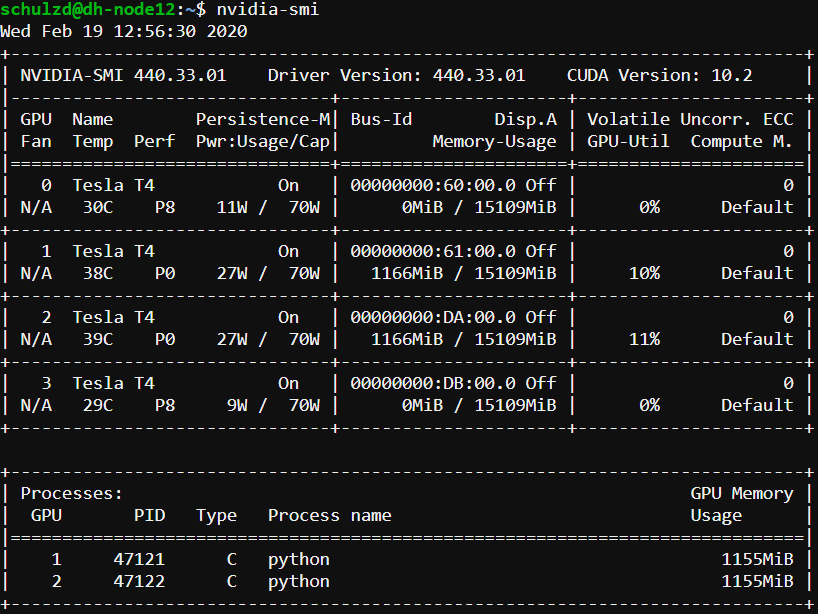 schulzd@dh-node12:~$ nvidia-smi
Wed Feb 19 12:56:30 2020
+-----------------------------------------------------------------------------+
| NVIDIA-SMI 440.33.01    Driver Version: 440.33.01    CUDA Version: 10.2     |
|-------------------------------+----------------------+----------------------+
| GPU  Name        Persistence-M| Bus-Id        Disp.A | Volatile Uncorr. ECC |
| Fan  Temp  Perf  Pwr:Usage/Cap|         Memory-Usage | GPU-Util  Compute M. |
|===============================+======================+======================|
|   0  Tesla T4            On   | 00000000:60:00.0 Off |                    0 |
| N/A   30C    P8    11W /  70W |      0MiB / 15109MiB |      0%      Default |
+-------------------------------+----------------------+----------------------+
|   1  Tesla T4            On   | 00000000:61:00.0 Off |                    0 |
| N/A   38C    P0    27W /  70W |   1166MiB / 15109MiB |     10%      Default |
+-------------------------------+----------------------+----------------------+
|   2  Tesla T4            On   | 00000000:DA:00.0 Off |                    0 |
| N/A   39C    P0    27W /  70W |   1166MiB / 15109MiB |     11%      Default |
+-------------------------------+----------------------+----------------------+
|   3  Tesla T4            On   | 00000000:DB:00.0 Off |                    0 |
| N/A   29C    P8     9W /  70W |      0MiB / 15109MiB |      0%      Default |
+-------------------------------+----------------------+----------------------+

+-----------------------------------------------------------------------------+
| Processes:                                                       GPU Memory |
|  GPU       PID   Type   Process name                             Usage      |
|=============================================================================|
|    1     47121      C   python                                      1155MiB |
|    2     47122      C   python                                      1155MiB |
+-----------------------------------------------------------------------------+